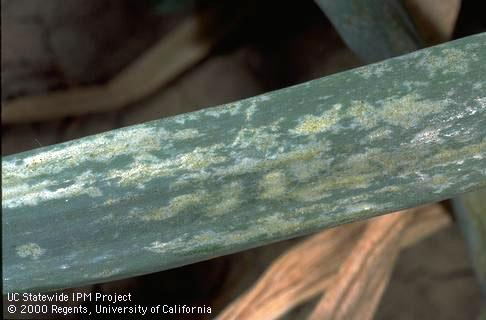 UC Statewide IPM Project
© 2000 Regents, University of California